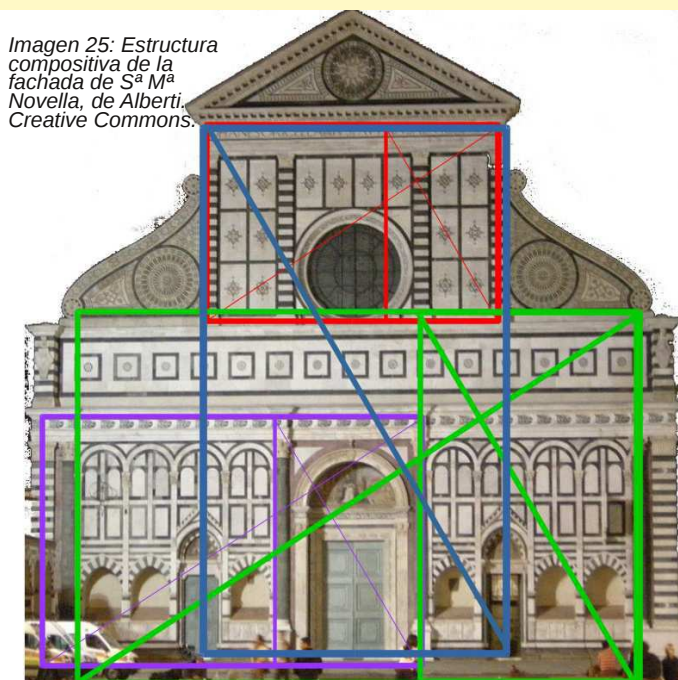 Imagen 25: Estructura
compositiva de la
fachada de Sª Mª
Novella, de Alberti.
Creative Commons.